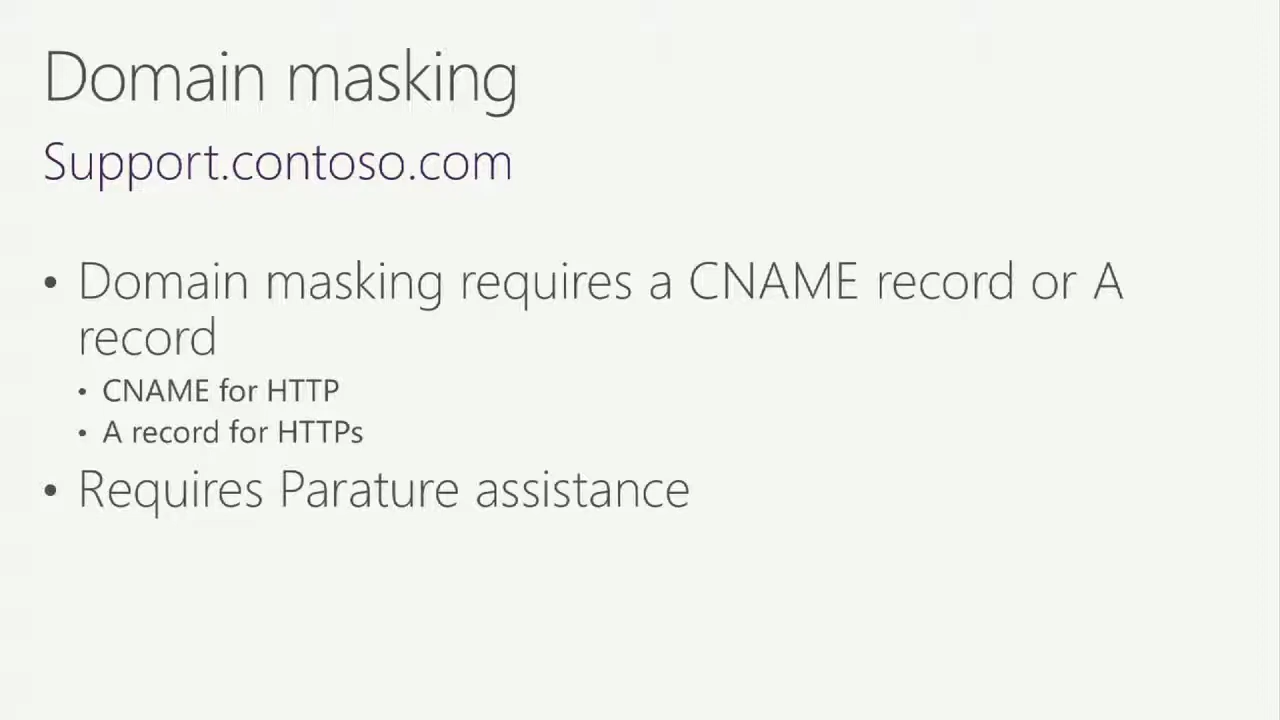 Domain masking
Support.contoso.com
• Domain masking requires a CNAME record or A
record
• CNAME for HTTP
• A record for HTTPs
• Requires Parature assistance